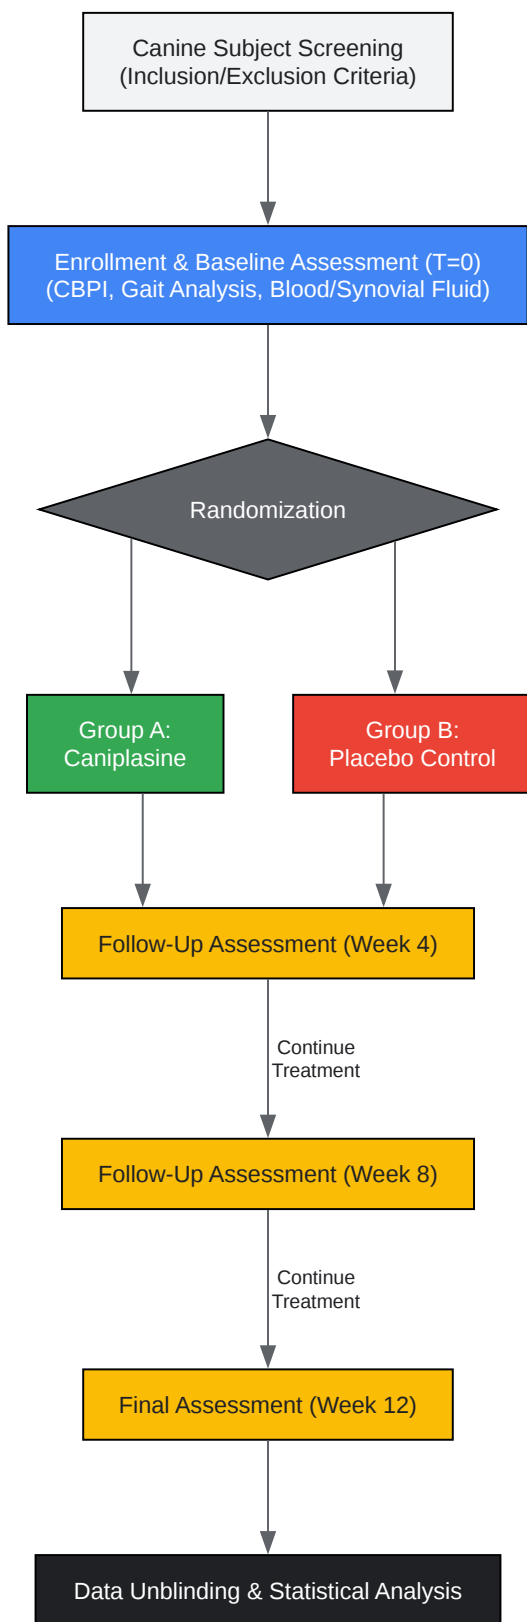 Canine Subject Screening
(Inclusion/Exclusion Criteria)
Enrollment & Baseline Assessment (T=0)
(CBPI, Gait Analysis, Blood/Synovial Fluid)
Randomization
Group A:
Caniplasine
Group B:
Placebo Control
Follow-Up Assessment (Week 4)
Continue
Treatment
Follow-Up Assessment (Week 8)
Continue
Treatment
Final Assessment (Week 12)
Data Unblinding & Statistical Analysis